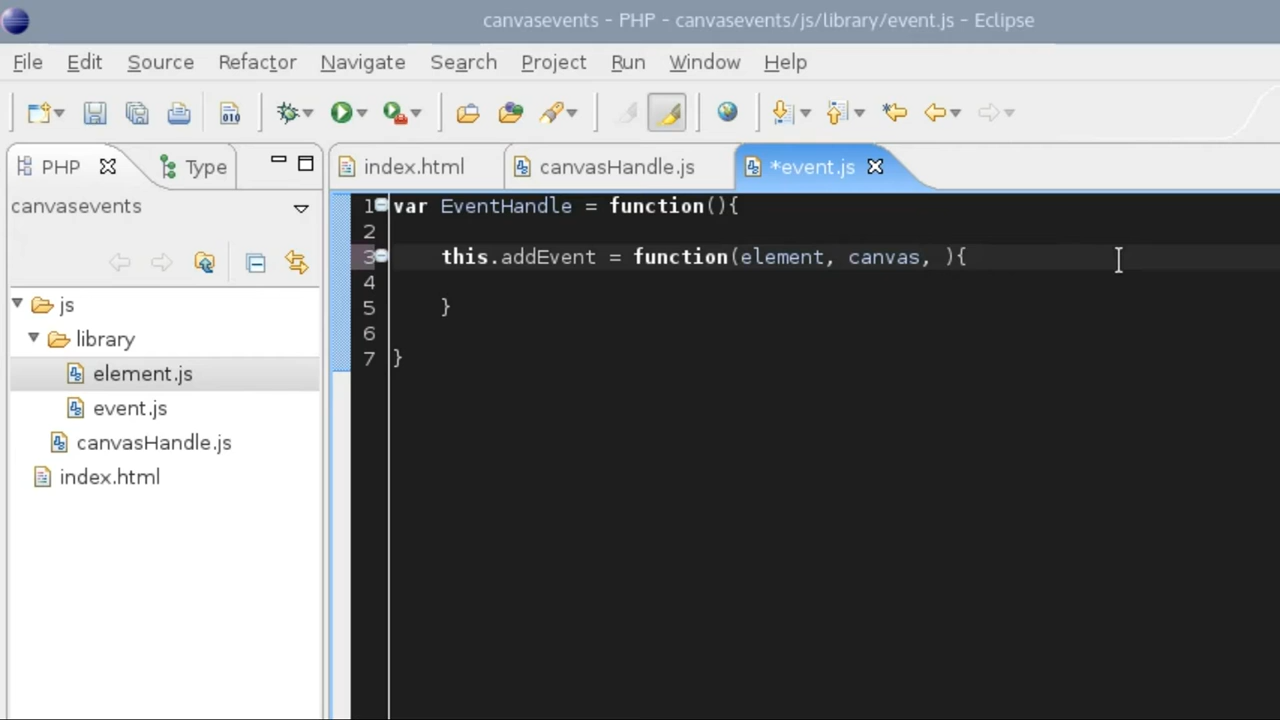 canvasevents - PHP - canvasevents/js/library/event.js - Eclipse
File Edit Source Refactor Navigate Search Project Run Window Help
010
PHP Type
index.html canvasHandle.js *event.js
canvasevents
js
library
element.js
event.js
canvasHandle.js
index.html
1 var EventHandle = function(){
2
3 this.addEvent = function(element, canvas, ){
4
5 }
6
7 }